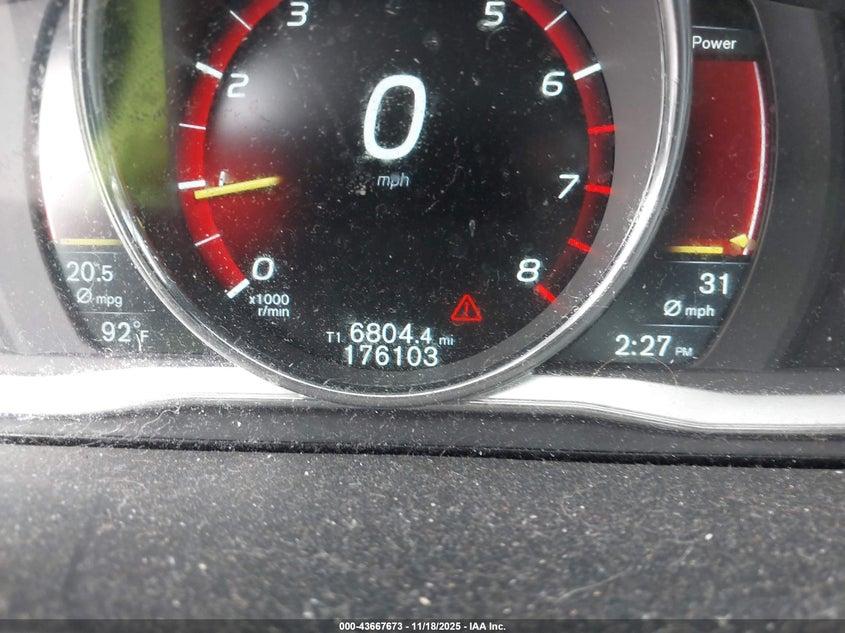 3
5
Power
2
6
0
mph
1
7
20.5
Ø mpg
0
x1000
r/min
8
31
Ø mph
92°F
T1 6804.4 mi
176103
2:27 PM
000-43667673 — 11/18/2025 - IAA Inc.